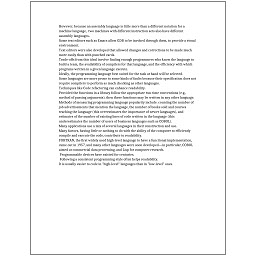 However, because an assembly language is little more than a different notation for a
machine language, two machines with different instruction sets also have different
assembly languages.
Some text editors such as Emacs allow GDB to be invoked through them, to provide a visual
environment.
Text editors were also developed that allowed changes and corrections to be made much
more easily than with punched cards.
Trade-offs from this ideal involve finding enough programmers who know the language to
build a team, the availability of compilers for that language, and the efficiency with which
programs written in a given language execute.
Ideally, the programming language best suited for the task at hand will be selected.
Some languages are more prone to some kinds of faults because their specification does not
require compilers to perform as much checking as other languages.
Techniques like Code refactoring can enhance readability.
Provided the functions in a library follow the appropriate run-time conventions (e.g.,
method of passing arguments), then these functions may be written in any other language.
Methods of measuring programming language popularity include: counting the number of
job advertisements that mention the language, the number of books sold and courses
teaching the language (this overestimates the importance of newer languages), and
estimates of the number of existing lines of code written in the language (this
underestimates the number of users of business languages such as COBOL).
Many applications use a mix of several languages in their construction and use.
Many factors, having little or nothing to do with the ability of the computer to efficiently
compile and execute the code, contribute to readability.
FORTRAN, the first widely used high-level language to have a functional implementation,
came out in 1957, and many other languages were soon developed—in particular, COBOL
aimed at commercial data processing, and Lisp for computer research.
Programmable devices have existed for centuries.
Following a consistent programming style often helps readability.
It is usually easier to code in "high-level" languages than in "low-level" ones.